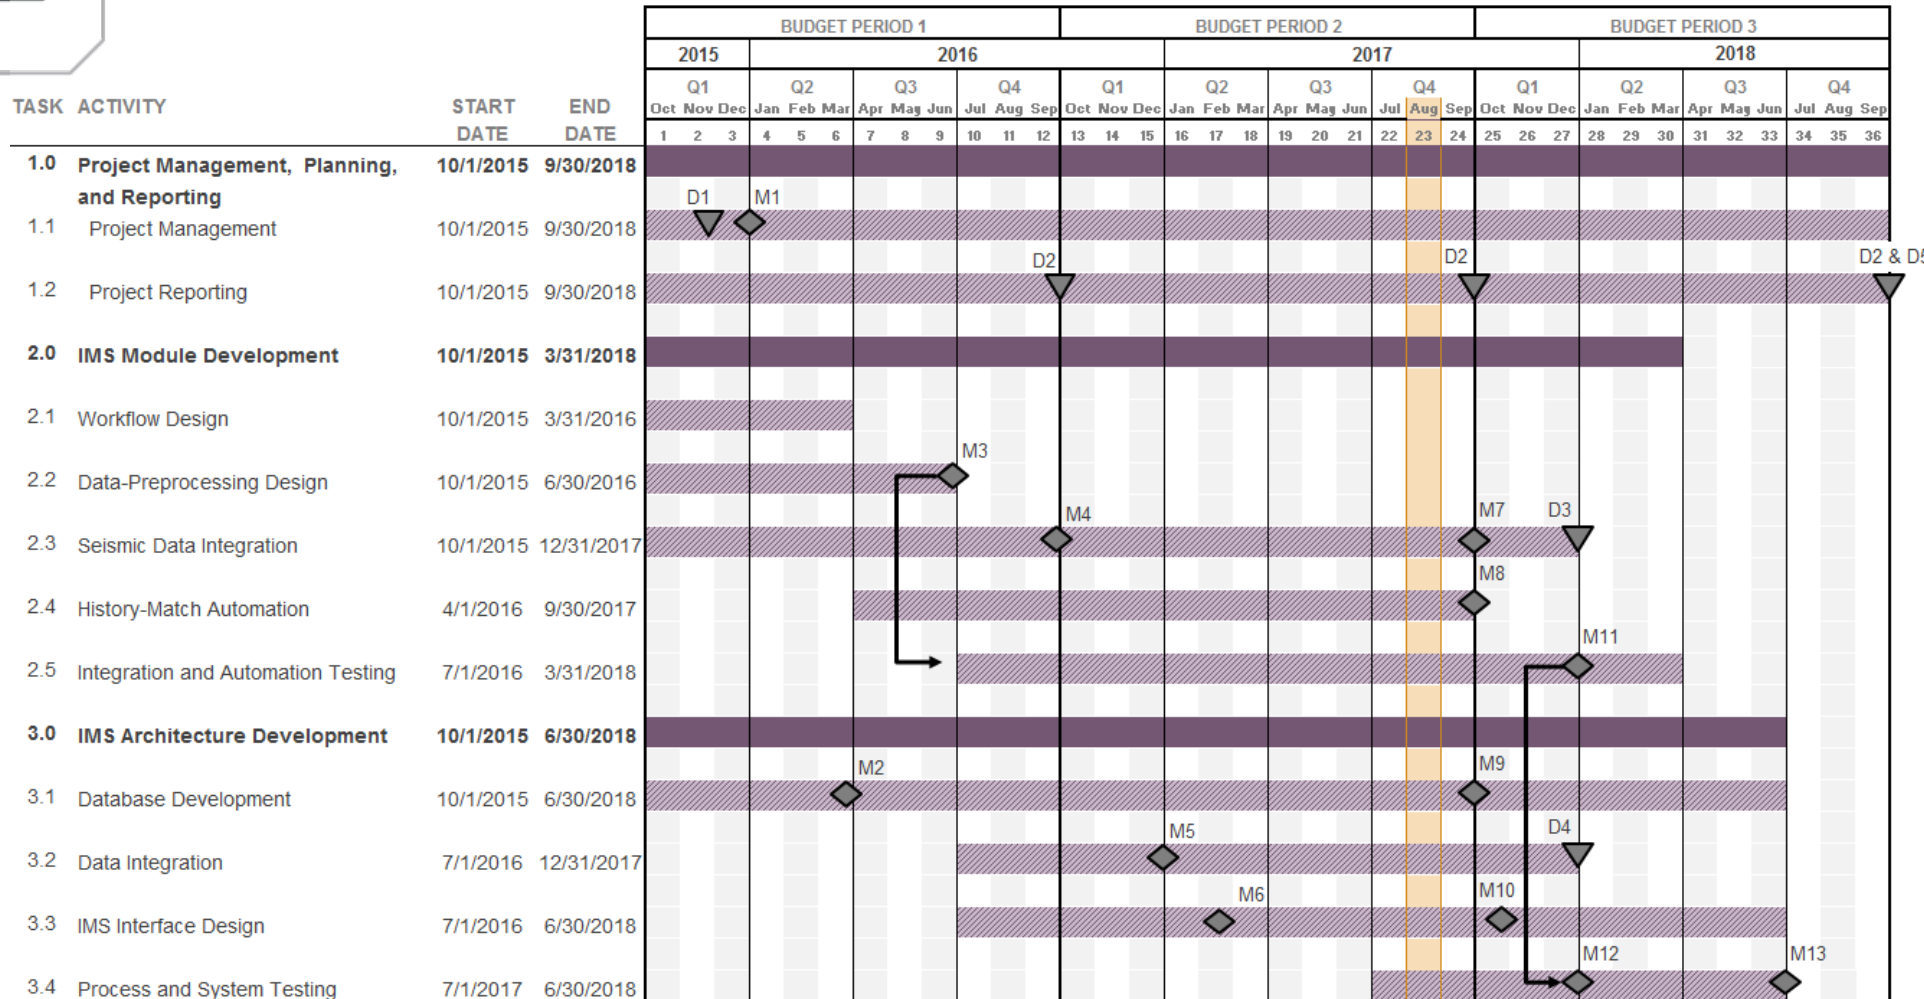 BUDGET PERIOD 1 BUDGET PERIOD 2 BUDGET PERIOD 3
2015 2016 2017 2018
Q1 Q2 Q3 Q4 Q1 Q2 Q3 Q4 Q1 Q2 Q3 Q4
TASK ACTIVITY START DATE END DATE
Oct Nov Dec Jan Feb Mar Apr May Jun Jul Aug Sep Oct Nov Dec Jan Feb Mar Apr May Jun Jul Aug Sep Oct Nov Dec Jan Feb Mar Apr May Jun Jul Aug Sep
1 2 3 4 5 6 7 8 9 10 11 12 13 14 15 16 17 18 19 20 21 22 23 24 25 26 27 28 29 30 31 32 33 34 35 36
1.0 Project Management, Planning, 10/1/2015 9/30/2018
and Reporting
D1 M1
1.1 Project Management 10/1/2015 9/30/2018
D2 D2 D2 & D5
1.2 Project Reporting 10/1/2015 9/30/2018
2.0 IMS Module Development 10/1/2015 3/31/2018
2.1 Workflow Design 10/1/2015 3/31/2016
M3
2.2 Data-Preprocessing Design 10/1/2015 6/30/2016
M4 M7 D3
2.3 Seismic Data Integration 10/1/2015 12/31/2017
M8
2.4 History-Match Automation 4/1/2016 9/30/2017
M11
2.5 Integration and Automation Testing 7/1/2016 3/31/2018
3.0 IMS Architecture Development 10/1/2015 6/30/2018
M2 M9
3.1 Database Development 10/1/2015 6/30/2018
M5 D4
3.2 Data Integration 7/1/2016 12/31/2017
M6 M10
3.3 IMS Interface Design 7/1/2016 6/30/2018
M12 M13
3.4 Process and System Testing 7/1/2017 6/30/2018